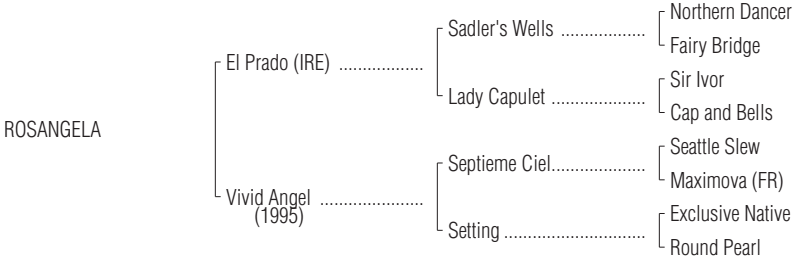 Northern Dancer
Sadler's Wells ...................
Fairy Bridge
El Prado (IRE) ..................
Sir Ivor
Lady Capulet ....................
Cap and Bells
ROSANGELA
Seattle Slew
Septieme Ciel....................
Maximova (FR)
Vivid Angel ......................
(1995)
Exclusive Native
Setting ..............................
Round Pearl